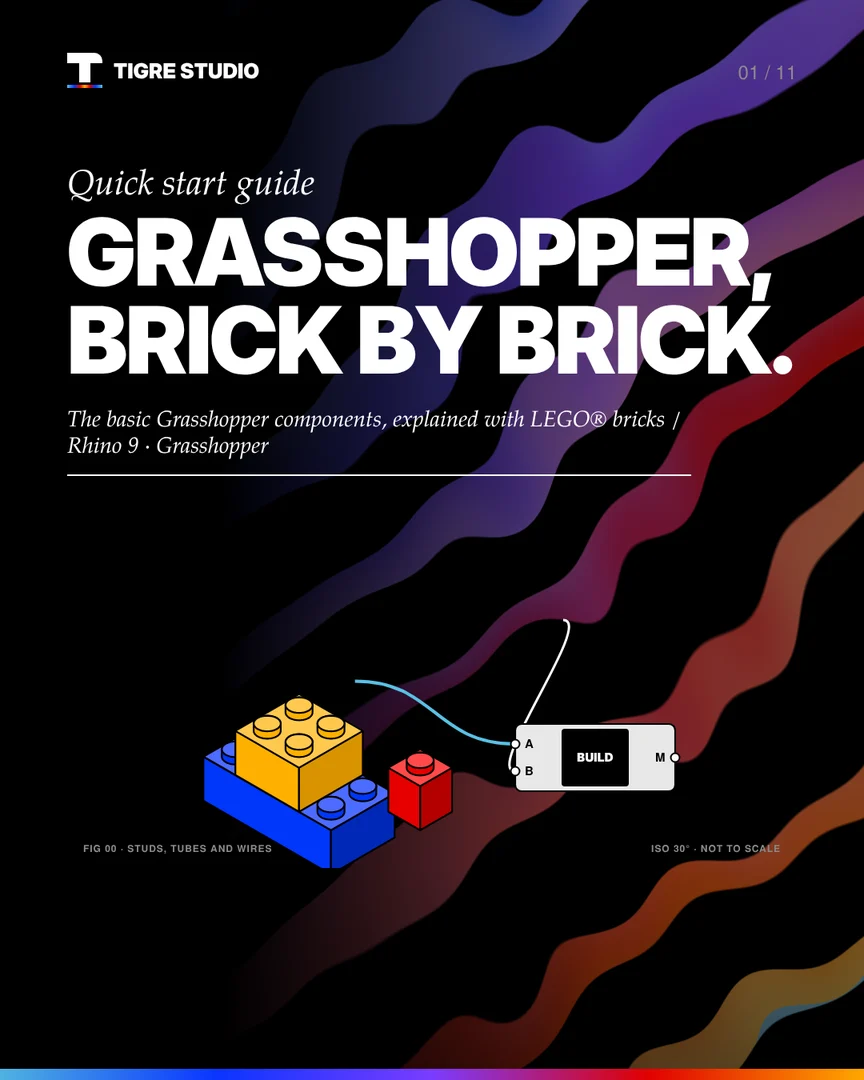 TIGRE STUDIO
01 / 11
Quick start guide
GRASSHOPPER,
BRICK BY BRICK.
The basic Grasshopper components, explained with LEGO® bricks /
Rhino 9 · Grasshopper
A
BUILD
M
B
FIG 00 · STUDS, TUBES AND WIRES
ISO 30° · NOT TO SCALE